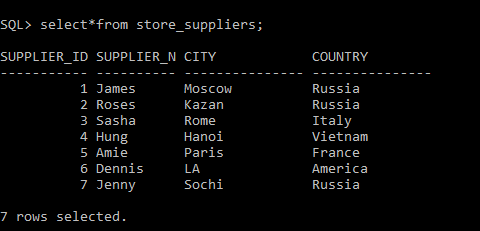 SQL> select*from store_suppliers;
SUPPLIER_ID SUPPLIER_N CITY            COUNTRY
----------- ---------- --------------- ---------------
          1 James      Moscow          Russia
          2 Roses      Kazan           Russia
          3 Sasha      Rome            Italy
          4 Hung       Hanoi           Vietnam
          5 Amie       Paris           France
          6 Dennis     LA              America
          7 Jenny      Sochi           Russia
7 rows selected.